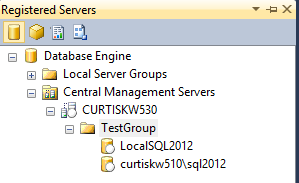 Registered Servers
Database Engine
Local Server Groups
Central Management Servers
CURTISKW530
TestGroup
LocalSQL2012
curtiskw510\sql2012